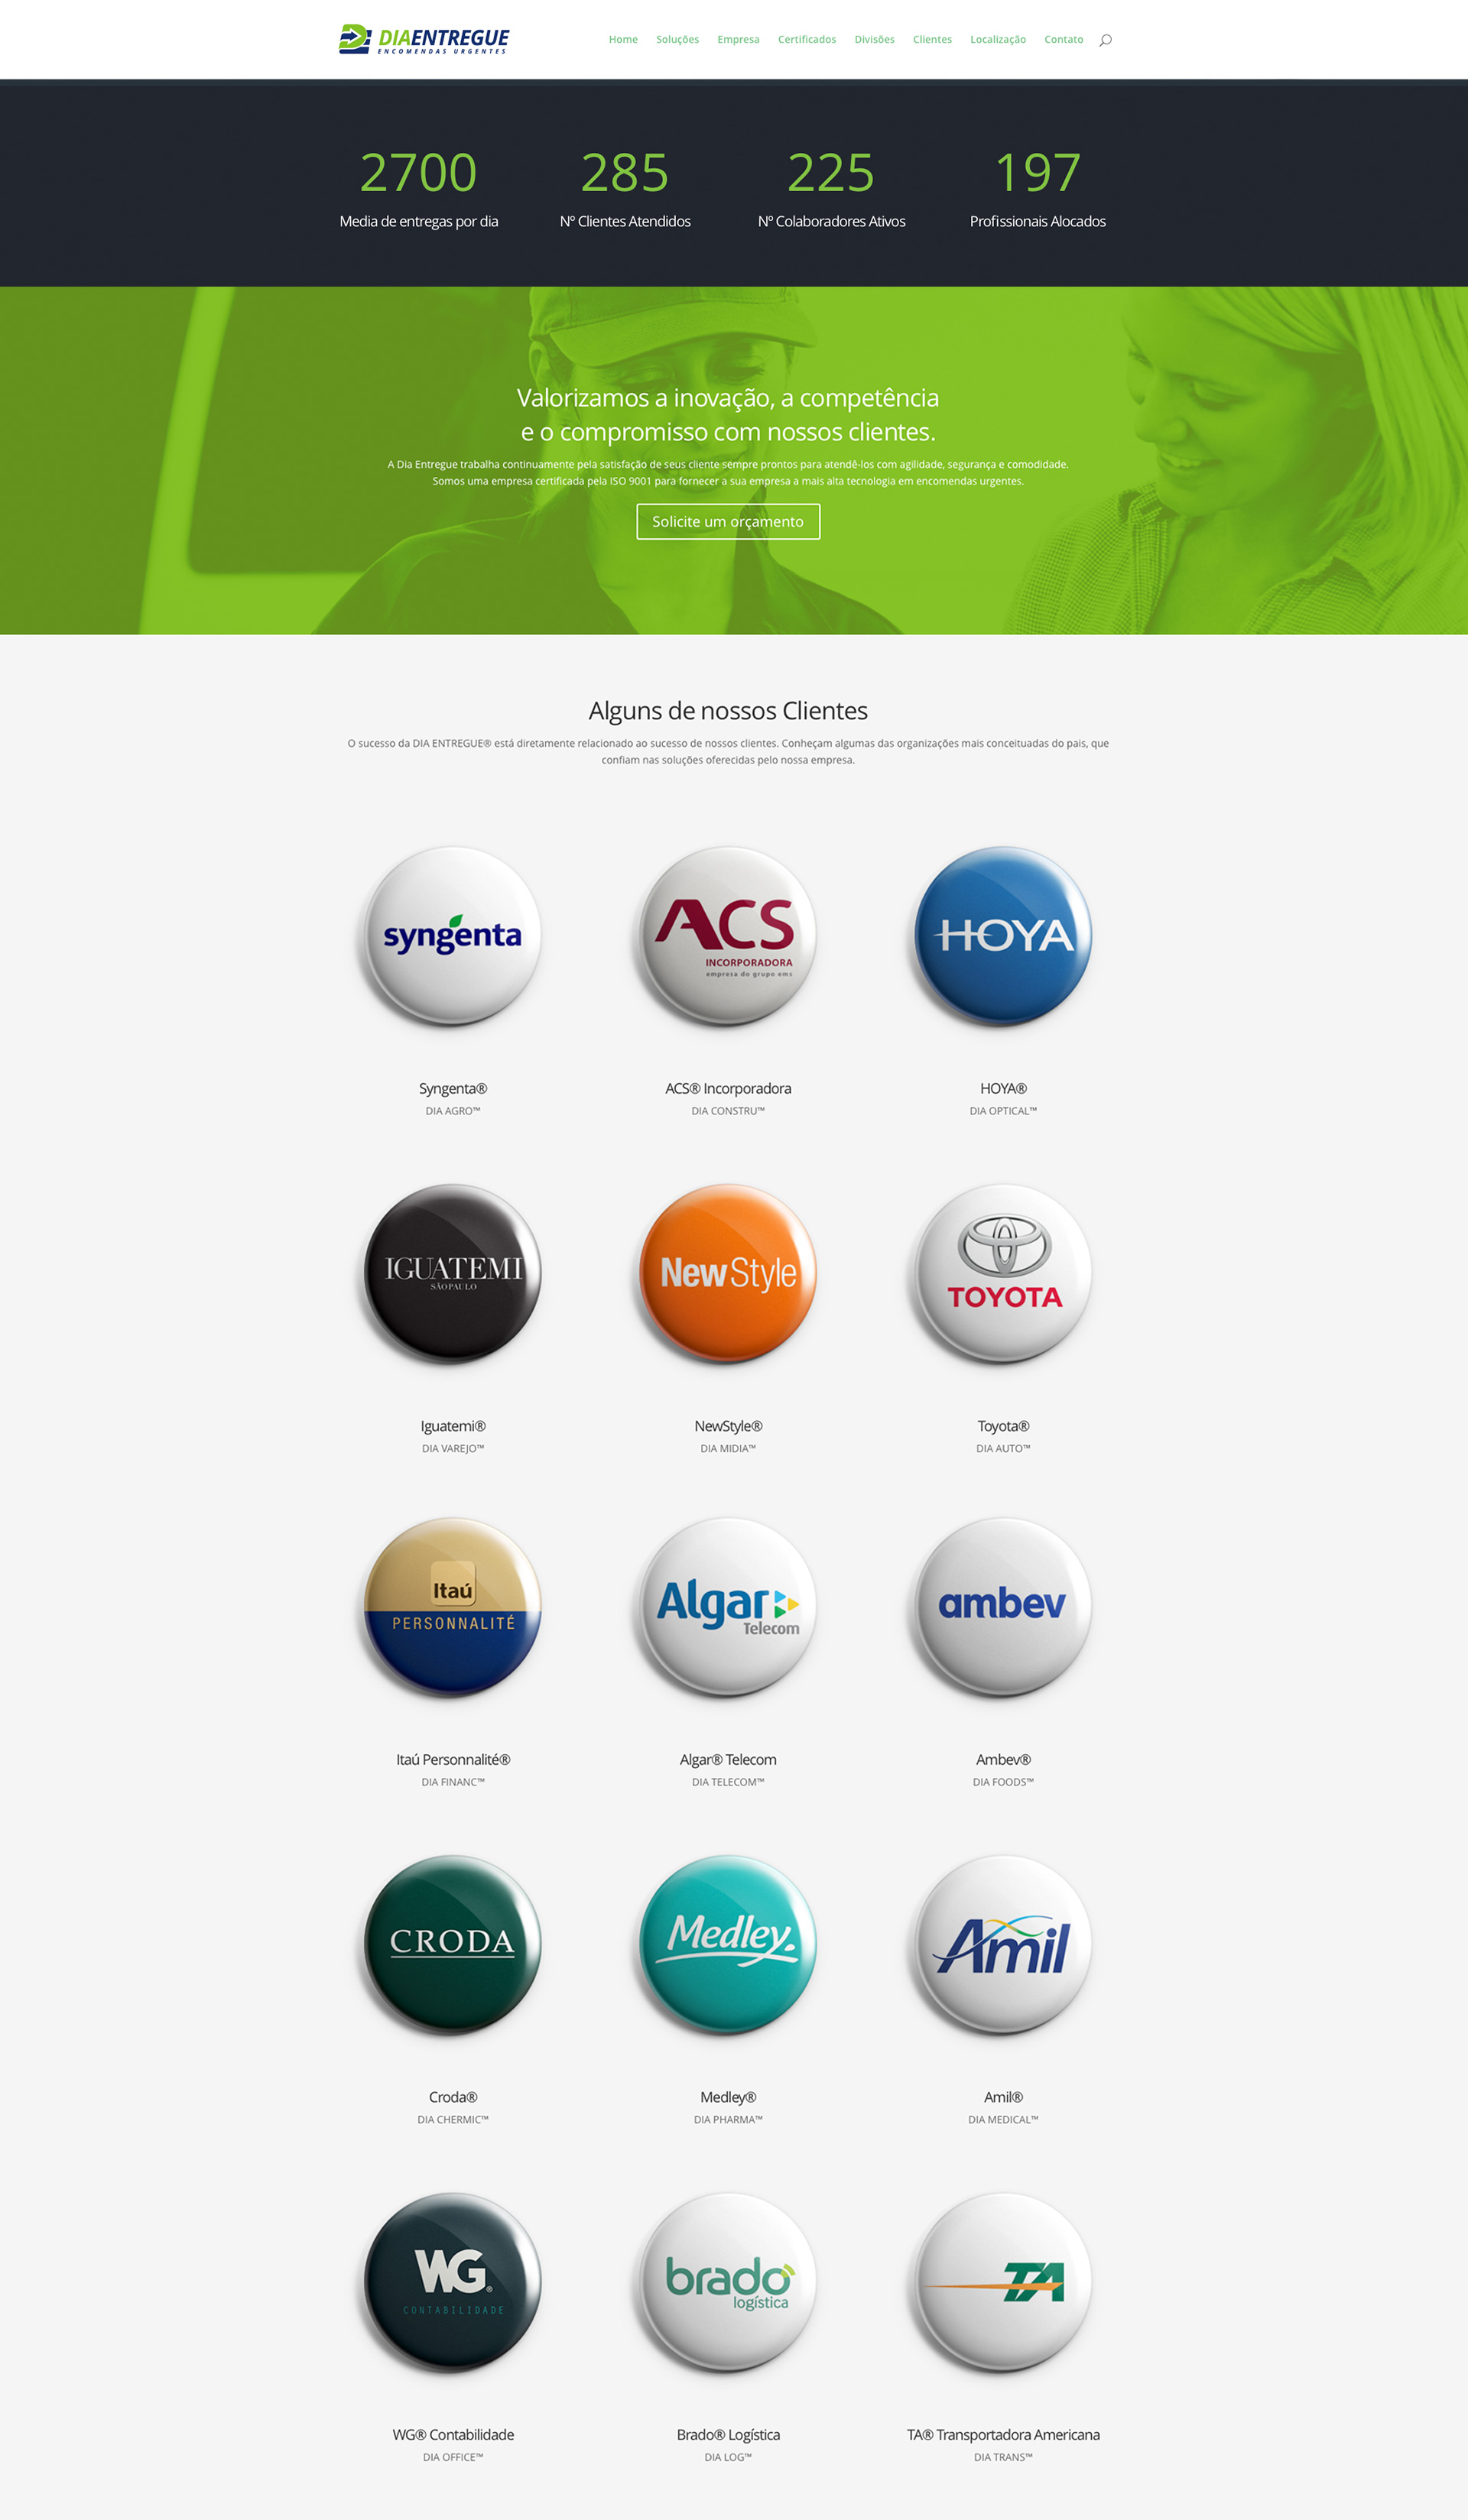 DIAENTREGUE
ENCOMENDAS URGENTES
Home Soluções Empresa Certificados Divisões Clientes Localização Contato
2700 285 225 197
Media de entregas por dia Nº Clientes Atendidos Nº Colaboradores Ativos Profissionais Alocados
Valorizamos a inovação, a competência
e o compromisso com nossos clientes.
A Dia Entregue trabalha continuamente pela satisfação de seus cliente sempre prontos para atendê-los com agilidade, segurança e comodidade.
Somos uma empresa certificada pela ISO 9001 para fornecer a sua empresa a mais alta tecnologia em encomendas urgentes.
Solicite um orçamento
Alguns de nossos Clientes
O sucesso da DIA ENTREGUE® está diretamente relacionado ao sucesso de nossos clientes. Conheçam algumas das organizações mais conceituadas do pais, que
confiam nas soluções oferecidas pelo nossa empresa.
syngenta
ACS
INCORPORADORA
empresa do grupo ems
HOYA
Syngenta® ACS® Incorporadora HOYA®
DIA AGRO™ DIA CONSTRU™ DIA OPTICAL™
IGUATEMI
SÃO PAULO
NewStyle
TOYOTA
Iguatemi® NewStyle® Toyota®
DIA VAREJO™ DIA MIDIA™ DIA AUTO™
Itaú
PERSONNALITÉ
Algar
Telecom
ambev
Itaú Personnalité® Algar® Telecom Ambev®
DIA FINANC™ DIA TELECOM™ DIA FOODS™
CRODA
Medley.
Amil
Croda® Medley® Amil®
DIA CHERMIC™ DIA PHARMA™ DIA MEDICAL™
WG®
CONTABILIDADE
brado
logística
TA
WG® Contabilidade Brado® Logística TA® Transportadora Americana
DIA OFFICE™ DIA LOG™ DIA TRANS™